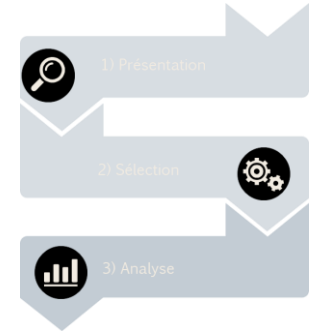 1) Présentation
2) Sélection
3) Analyse